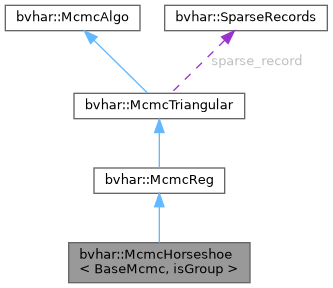 bvhar::McmcAlgo
bvhar::SparseRecords
sparse_record
bvhar::McmcTriangular
bvhar::McmcReg
bvhar::McmcHorseshoe
< BaseMcmc, isGroup >